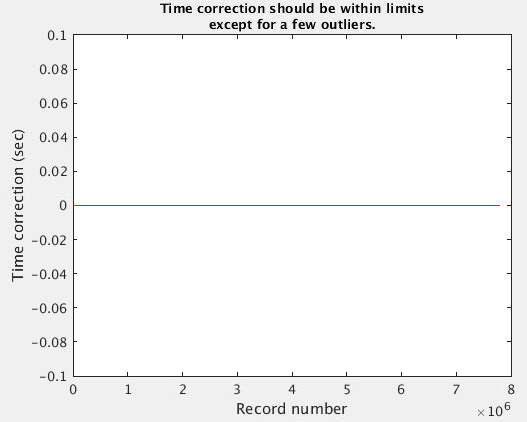 Time correction should be within limits
except for a few outliers.
0.1
0.08
0.06
0.04
0.02
0
−0.02
−0.04
−0.06
−0.08
−0.1
Time correction (sec)
0 1 2 3 4 5 6 7 8
×10⁶
Record number